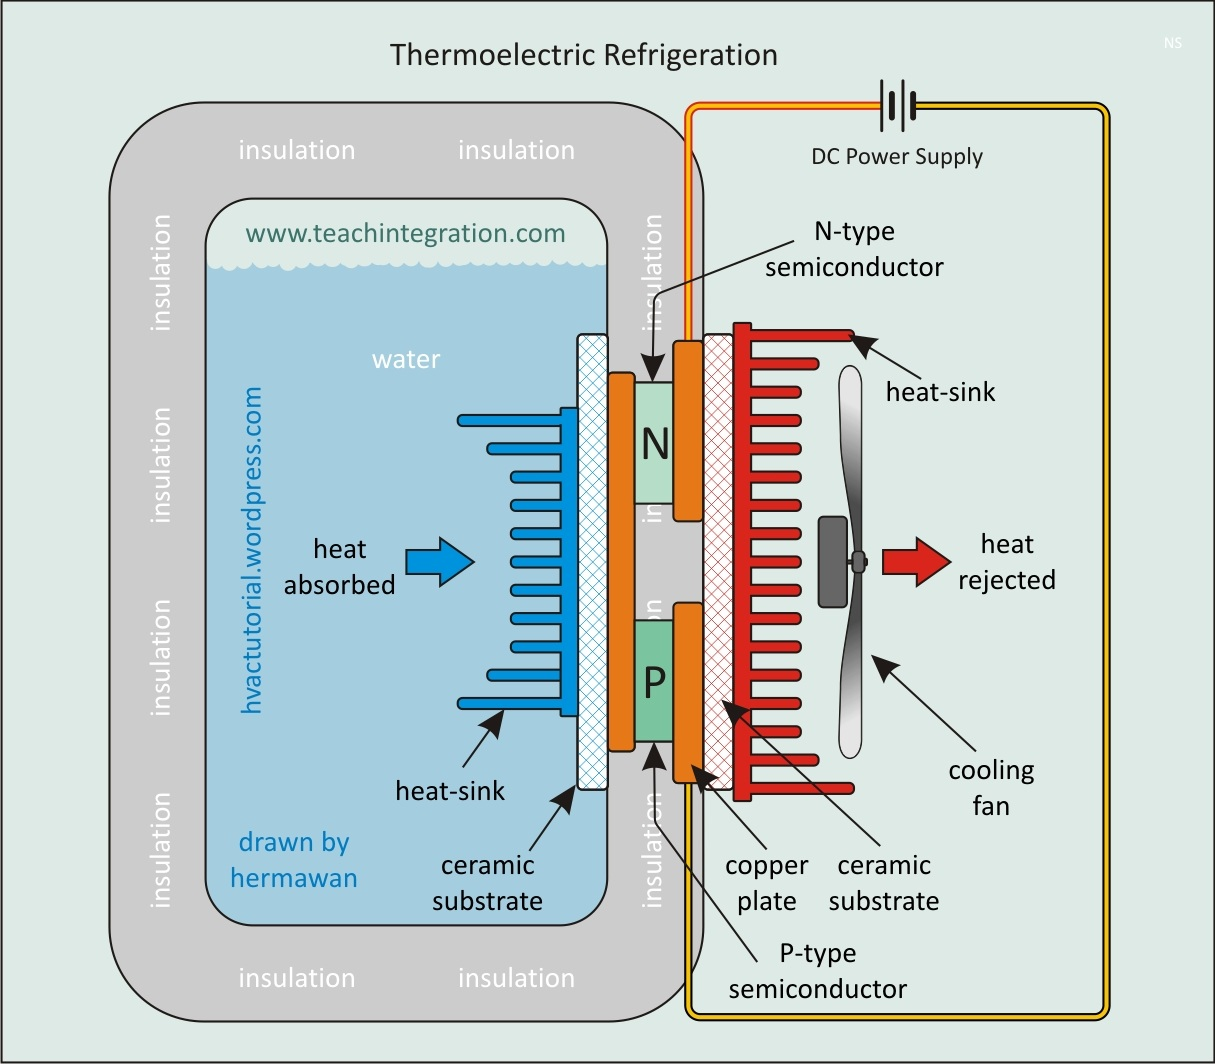 Thermoelectric Refrigeration
NS
insulation
insulation
DC Power Supply
www.teachintegration.com
N-type
semiconductor
insulation
insulation
water
heat-sink
hvactutorial.wordpress.com
insulation
N
in
heat
absorbed
heat
rejected
insulation
on
P
heat-sink
cooling
fan
drawn by
hermawan
insulation
insulation
ceramic
substrate
copper
plate
ceramic
substrate
P-type
semiconductor
insulation
insulation